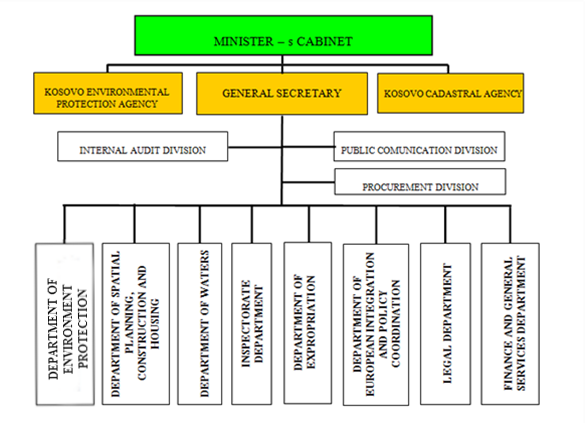 MINISTER – s CABINET
KOSOVO ENVIRONMENTAL
PROTECTION AGENCY
GENERAL SECRETARY
KOSOVO CADASTRAL AGENCY
INTERNAL AUDIT DIVISION
PUBLIC COMUNICATION DIVISION
PROCUREMENT DIVISION
DEPARTMENT OF
ENVIRONMENT
PROTECTION
DEPARTMENT OF SPATIAL
PLANNING,
CONSTRUCTION AND
HOUSING
DEPARTMENT OF WATERS
INSPECTORATE
DEPARTMENT
DEPARTMENT OF
EXPROPRIATION
DEPARTMENT OF
EUROPEAN INTEGRATION
AND POLICY
COORDINATION
LEGAL DEPARTMENT
FINANCE AND GENERAL
SERVICES DEPARTMENT